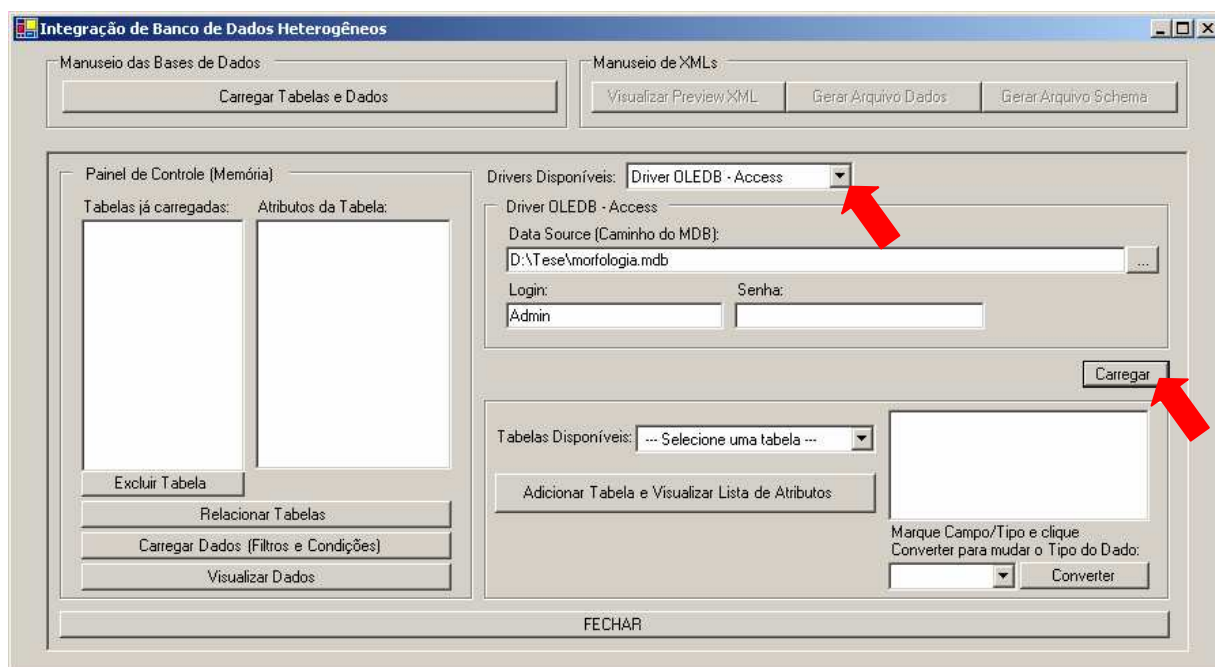 Integração de Banco de Dados Heterogêneos
Manuseio das Bases de Dados
Carregar Tabelas e Dados
Manuseio de XMLs
Visualizar Preview XML
Gerar Arquivo Dados
Gerar Arquivo Schema
Painel de Controle (Memória)
Tabelas já carregadas:
Atributos da Tabela:
Excluir Tabela
Relacionar Tabelas
Carregar Dados (Filtros e Condições)
Visualizar Dados
Drivers Disponíveis:
Driver OLEDB - Access
Driver OLEDB - Access
Data Source (Caminho do MDB):
D:\Tese\morfologia.mdb
...
Login:
Senha:
Admin
Carregar
Tabelas Disponíveis:
--- Selecione uma tabela ---
Adicionar Tabela e Visualizar Lista de Atributos
Marque Campo/Tipo e clique
Converter para mudar o Tipo do Dado:
Converter
FECHAR